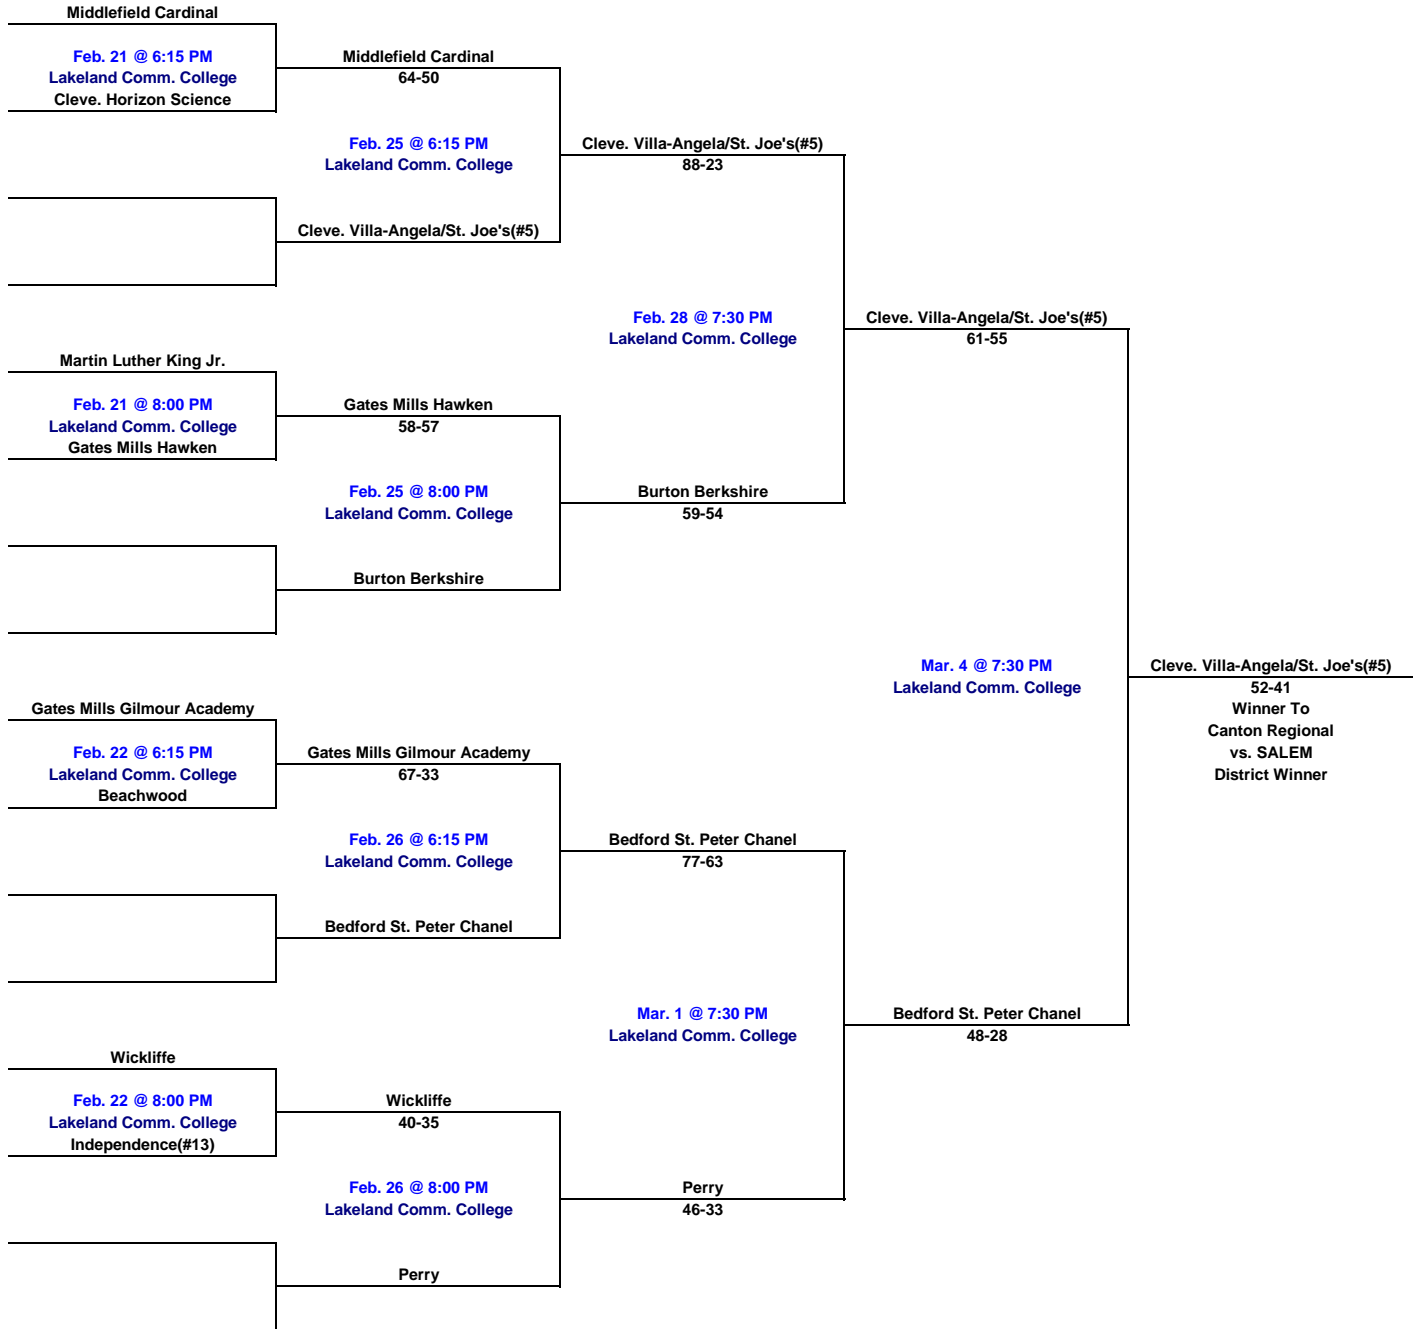 Middlefield Cardinal
Feb. 21 @ 6:15 PM
Lakeland Comm. College
Cleve. Horizon Science
Middlefield Cardinal
64-50
Feb. 25 @ 6:15 PM
Lakeland Comm. College
Cleve. Villa-Angela/St. Joe's(#5)
Cleve. Villa-Angela/St. Joe's(#5)
88-23
Feb. 28 @ 7:30 PM
Lakeland Comm. College
Cleve. Villa-Angela/St. Joe's(#5)
61-55
Martin Luther King Jr.
Feb. 21 @ 8:00 PM
Lakeland Comm. College
Gates Mills Hawken
Gates Mills Hawken
58-57
Feb. 25 @ 8:00 PM
Lakeland Comm. College
Burton Berkshire
Burton Berkshire
59-54
Mar. 4 @ 7:30 PM
Lakeland Comm. College
Cleve. Villa-Angela/St. Joe's(#5)
52-41
Winner To
Canton Regional
vs. SALEM
District Winner
Gates Mills Gilmour Academy
Feb. 22 @ 6:15 PM
Lakeland Comm. College
Beachwood
Gates Mills Gilmour Academy
67-33
Feb. 26 @ 6:15 PM
Lakeland Comm. College
Bedford St. Peter Chanel
Bedford St. Peter Chanel
77-63
Mar. 1 @ 7:30 PM
Lakeland Comm. College
Bedford St. Peter Chanel
48-28
Wickliffe
Feb. 22 @ 8:00 PM
Lakeland Comm. College
Independence(#13)
Wickliffe
40-35
Feb. 26 @ 8:00 PM
Lakeland Comm. College
Perry
Perry
46-33